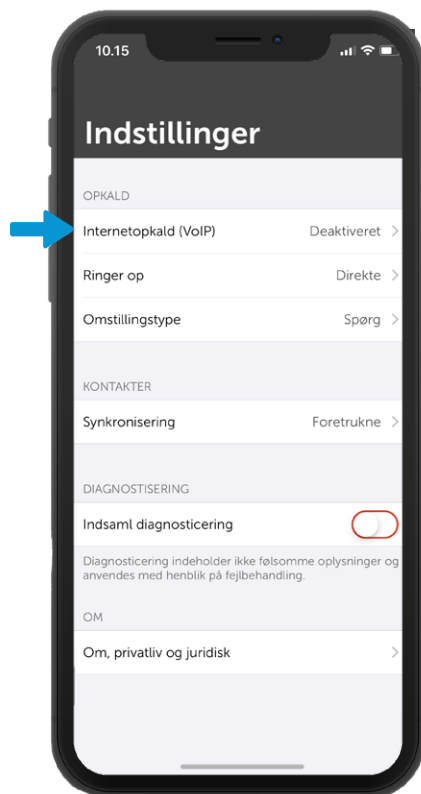 10.15
Indstillinger
OPKALD
Internetopkald (VoIP) Deaktiveret
Ringer op Direkte
Omstillingstype Spørg
KONTAKTER
Synkronisering Foretrukne
DIAGNOSTISERING
Indsaml diagnosticering
Diagnosticering indeholder ikke følsomme oplysninger og
anvendes med henblik på fejlbehandling.
OM
Om, privatliv og juridisk